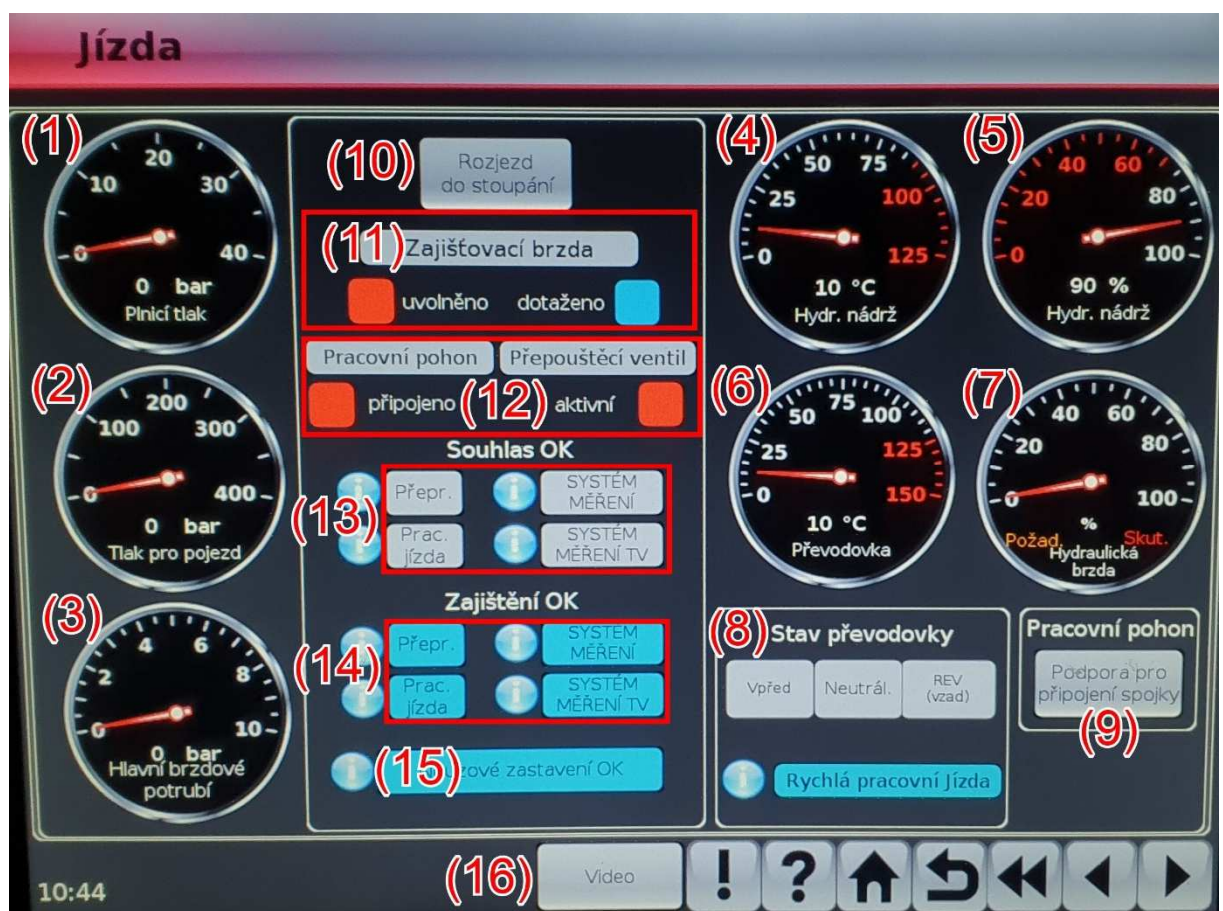 Jízda
(1)
10
20
30
0
40
0 bar
Plnicí tlak
(2)
100
200
300
0
400
0 bar
Tlak pro pojezd
(3)
2
4
6
8
0
10
0 bar
Hlavní brzdové
potrubí
(10)
Rozjezd
do stoupání
(11)
Zajišťovací brzda
uvolněno dotaženo
Pracovní pohon Přepouštěcí ventil
připojeno (12) aktivní
Souhlas OK
(13)
Přepr.
SYSTÉM
MĚŘENÍ
Prac.
jízda
SYSTÉM
MĚŘENÍ TV
Zajištění OK
(14)
Přepr.
SYSTÉM
MĚŘENÍ
Prac.
jízda
SYSTÉM
MĚŘENÍ TV
(15)
zastavení OK
(4)
25
50
75
100
0
125
10 °C
Hydr. nádrž
(5)
20
40
60
80
0
100
90 %
Hydr. nádrž
(6)
25
50
75
100
125
0
150
10 °C
Převodovka
(7)
20
40
60
80
0
100
%
Požad. Skut.
Hydraulická
brzda
(8)
Stav převodovky
Vpřed
Neutrál.
REV
(vzad)
Rychlá pracovní Jízda
Pracovní pohon
Podpora pro
připojení spojky
(9)
10:44
(16)
Video
! ?